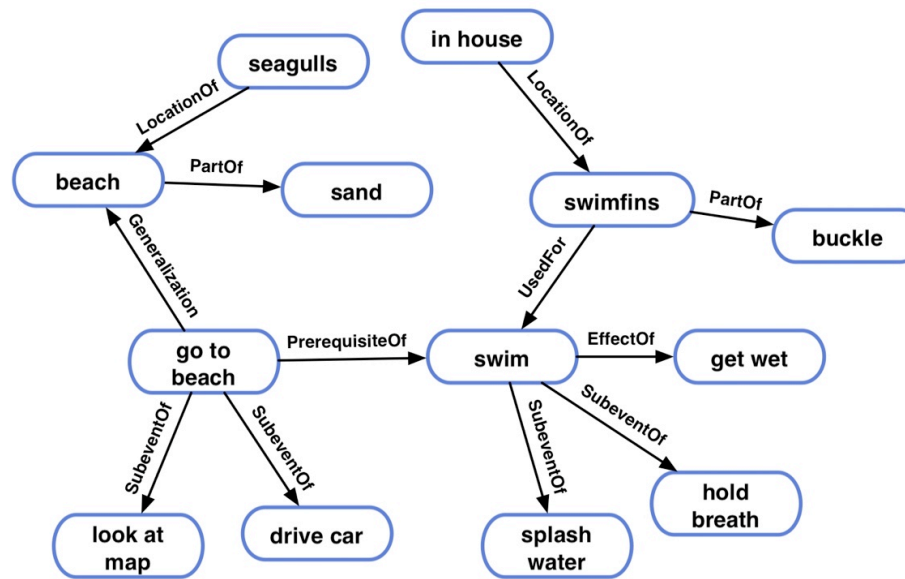 in house
seagulls
LocationOf
LocationOf
beach
PartOf
sand
swimfins
PartOf
buckle
Generalization
UsedFor
go to
beach
PrerequisiteOf
swim
EffectOf
get wet
SubeventOf
SubeventOf
SubeventOf
SubeventOf
look at
map
drive car
splash
water
hold
breath